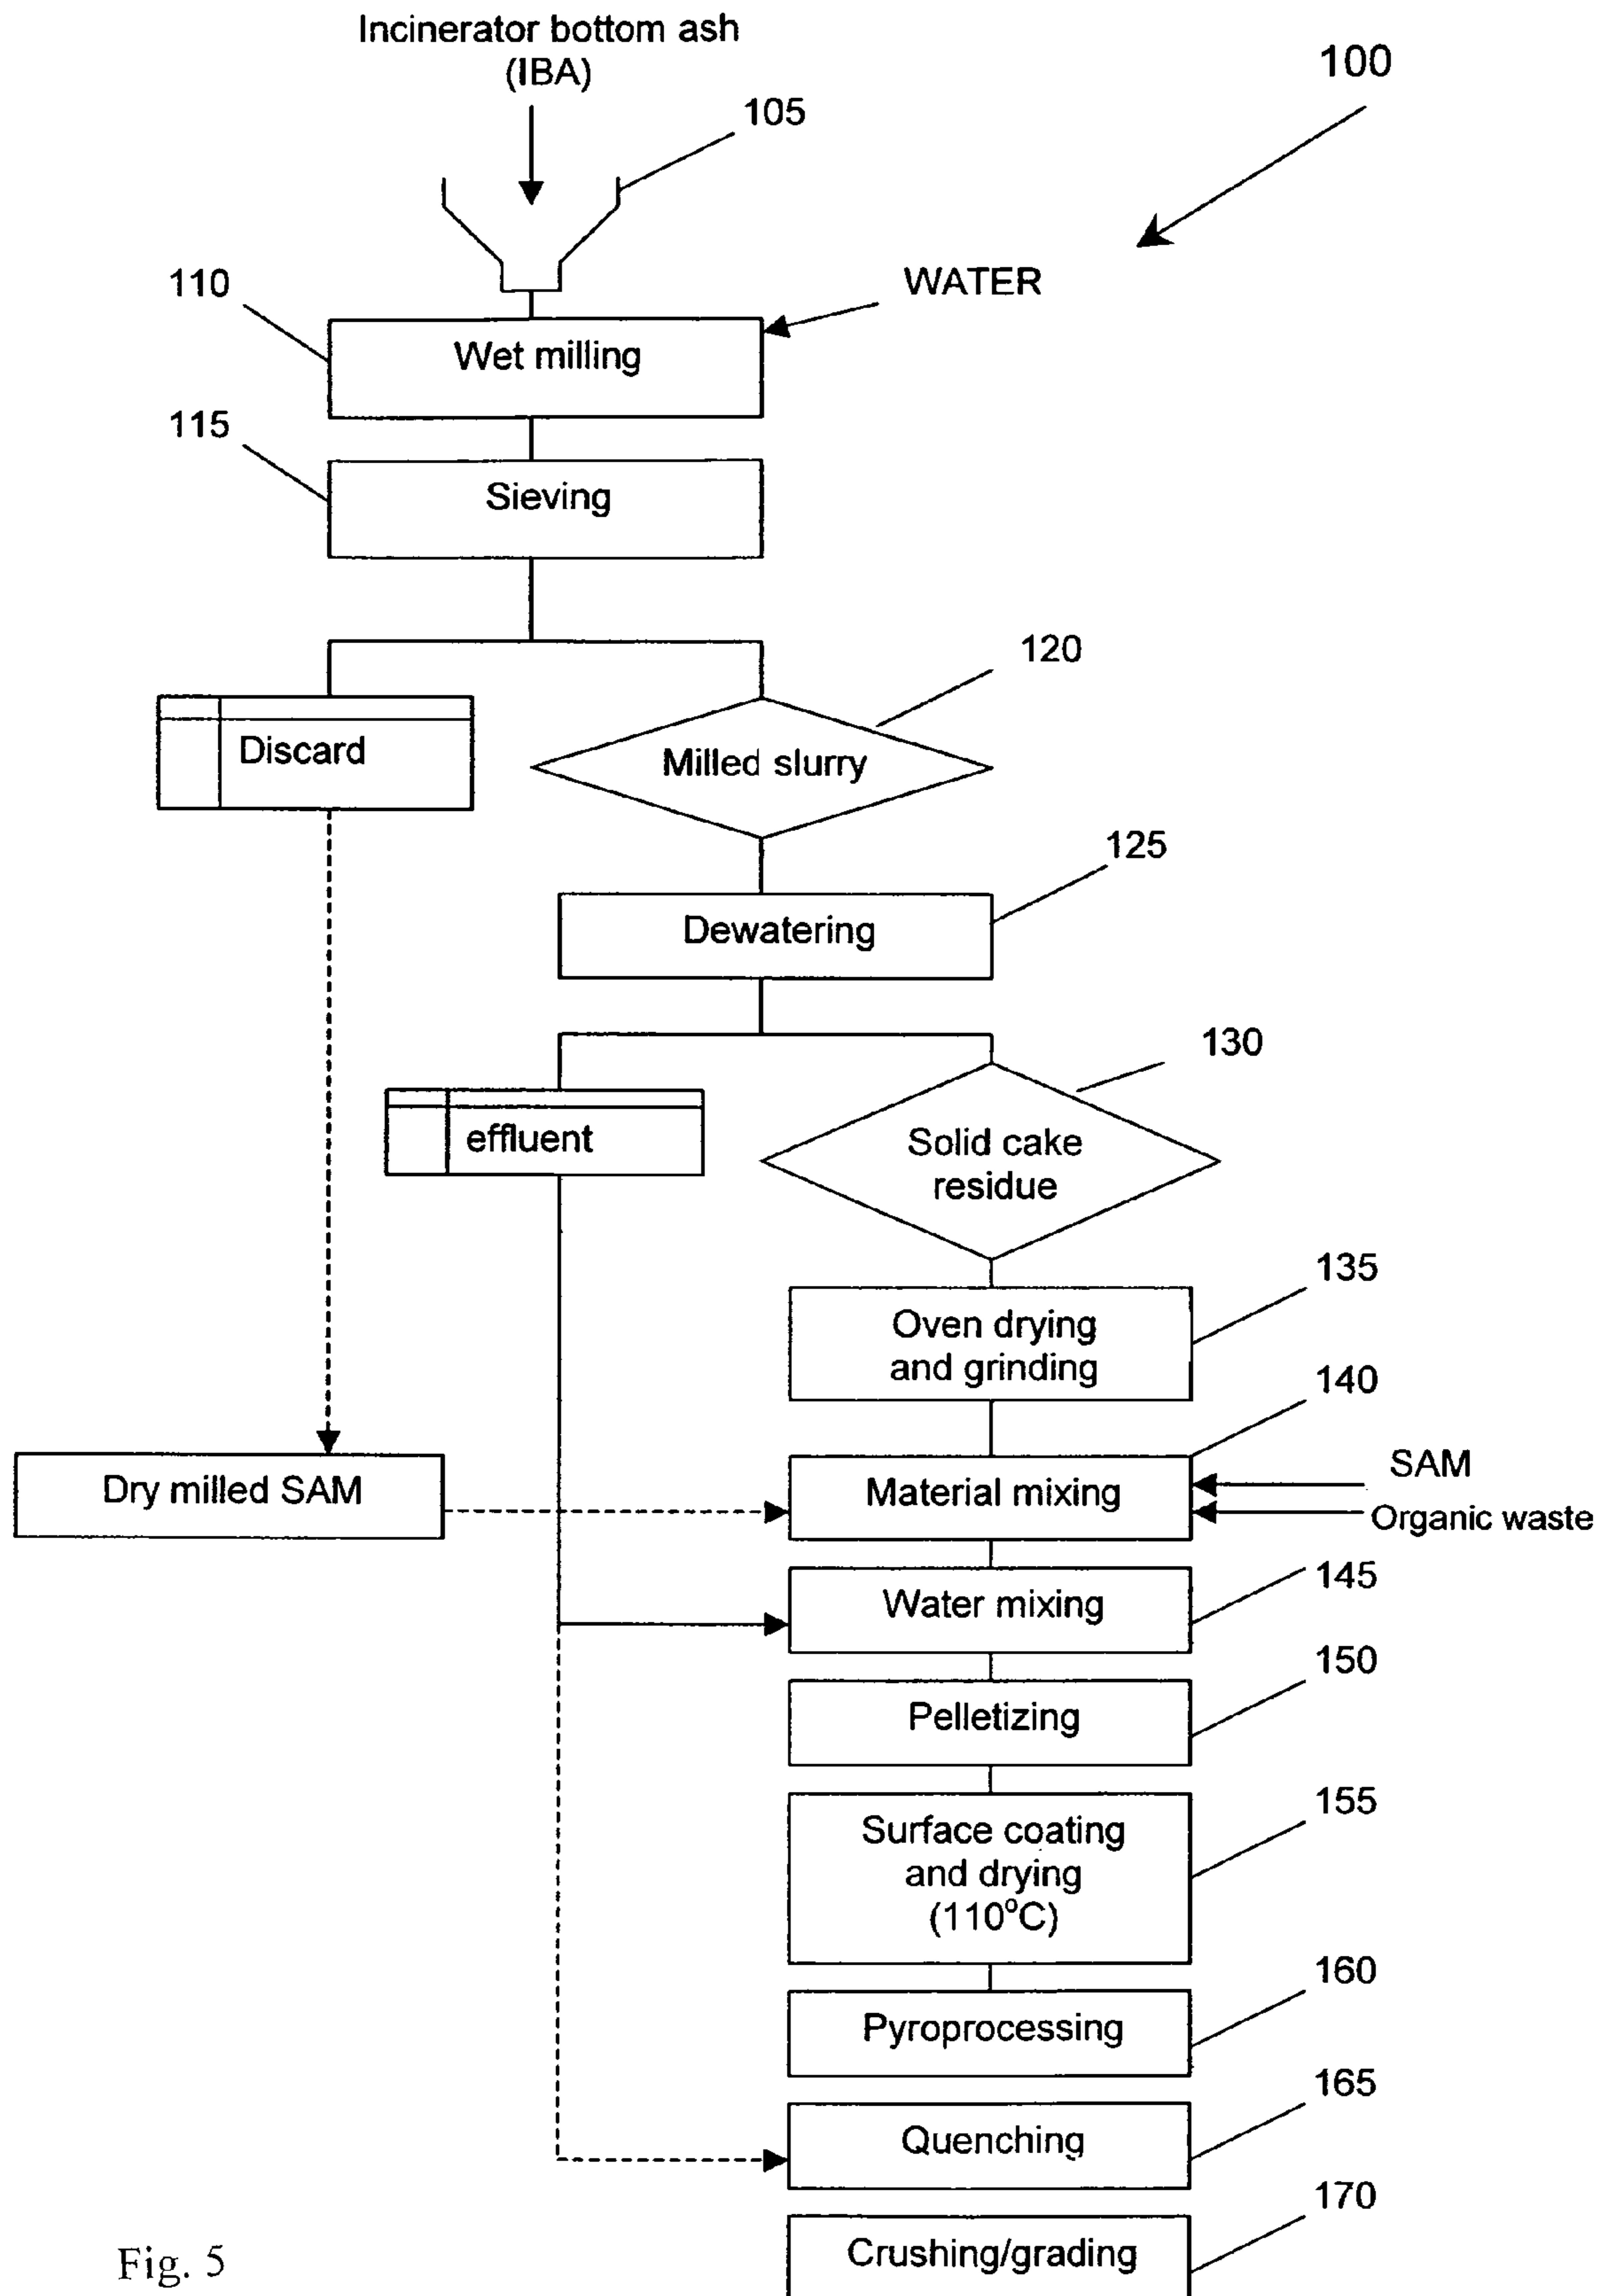 Incinerator bottom ash
(IBA)
100
105
110
WATER
Wet milling
115
Sieving
120
Discard
Milled slurry
125
Dewatering
130
effluent
Solid cake
residue
135
Oven drying
and grinding
140
Dry milled SAM
Material mixing
SAM
Organic waste
145
Water mixing
150
Pelletizing
155
Surface coating
and drying
(110°C)
160
Pyroprocessing
165
Quenching
170
Crushing/grading
Fig. 5